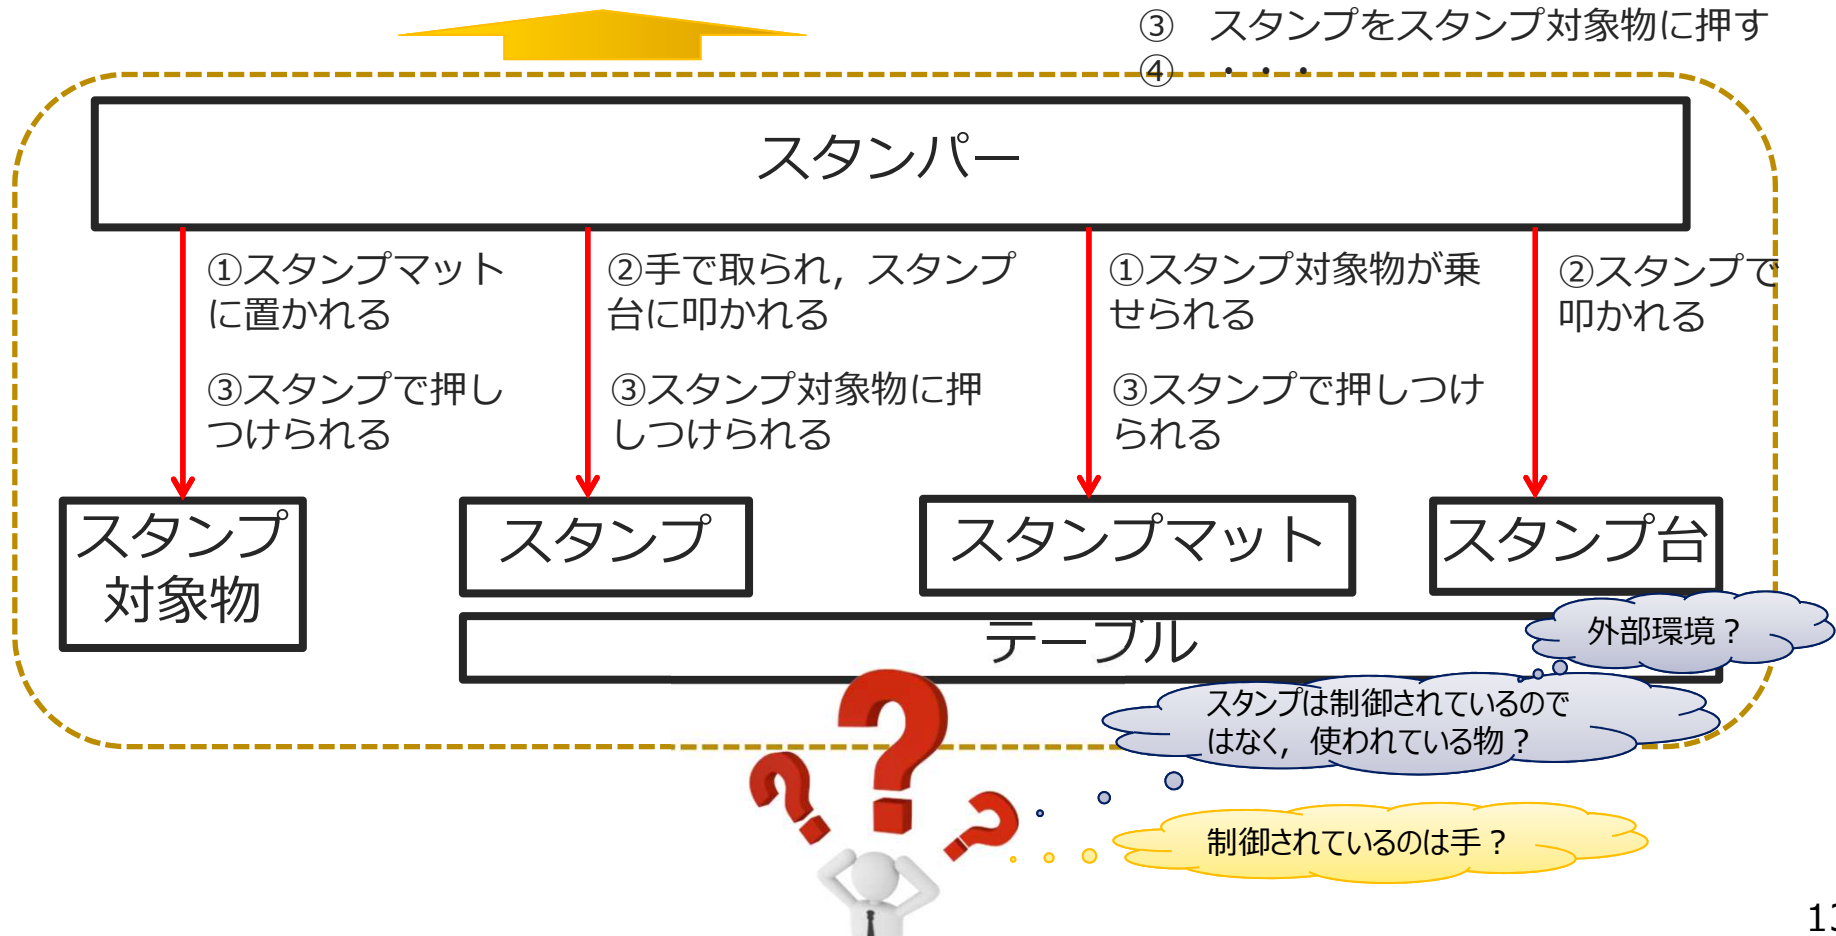 ③ スタンプをスタンプ対象物に押す
④ ・・・
スタンパー
①スタンプマット
に置かれる
③スタンプで押し
つけられる
②手で取られ，スタンプ
台に叩かれる
③スタンプ対象物に押
しつけられる
①スタンプ対象物が乗
せられる
③スタンプで押しつけ
られる
②スタンプで
叩かれる
スタンプ
対象物
スタンプ
スタンプマット
スタンプ台
テーブル
外部環境？
スタンプは制御されているので
はなく，使われている物？
制御されているのは手？